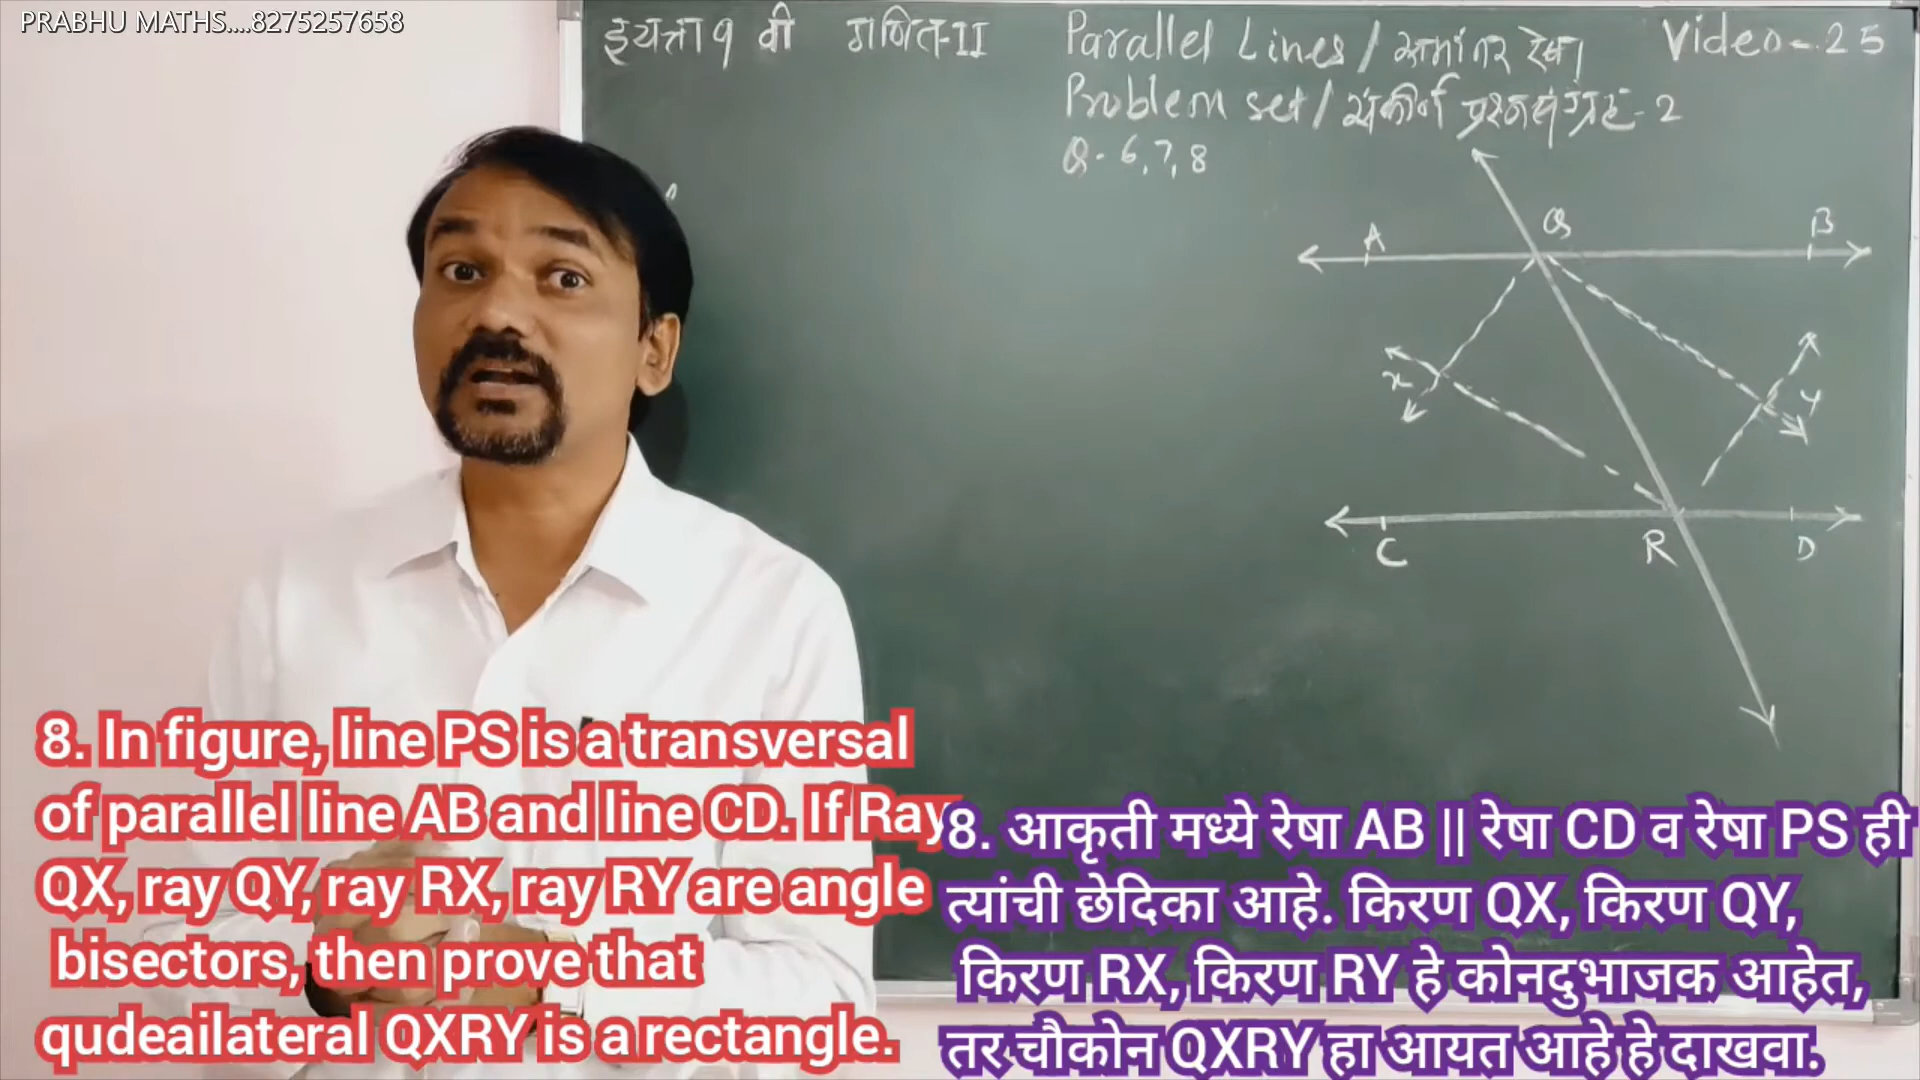 PRABHU MATHS....8275257658
इयत्ता ९ वी गणित-II Parallel Lines / समांतर रेषा Video-25
Problem set / संकीर्ण प्रश्नसंग्रह-2
Q- 6, 7, 8
A Q B
x y
C R D
8. In figure, line PS is a transversal
of parallel line AB and line CD. If Ray
QX, ray QY, ray RX, ray RY are angle
bisectors, then prove that
qudeailateral QXRY is a rectangle.
8. आकृती मध्ये रेषा AB || रेषा CD व रेषा PS ही
त्यांची छेदिका आहे. किरण QX, किरण QY,
किरण RX, किरण RY हे कोनदुभाजक आहेत,
तर चौकोन QXRY हा आयत आहे हे दाखवा.